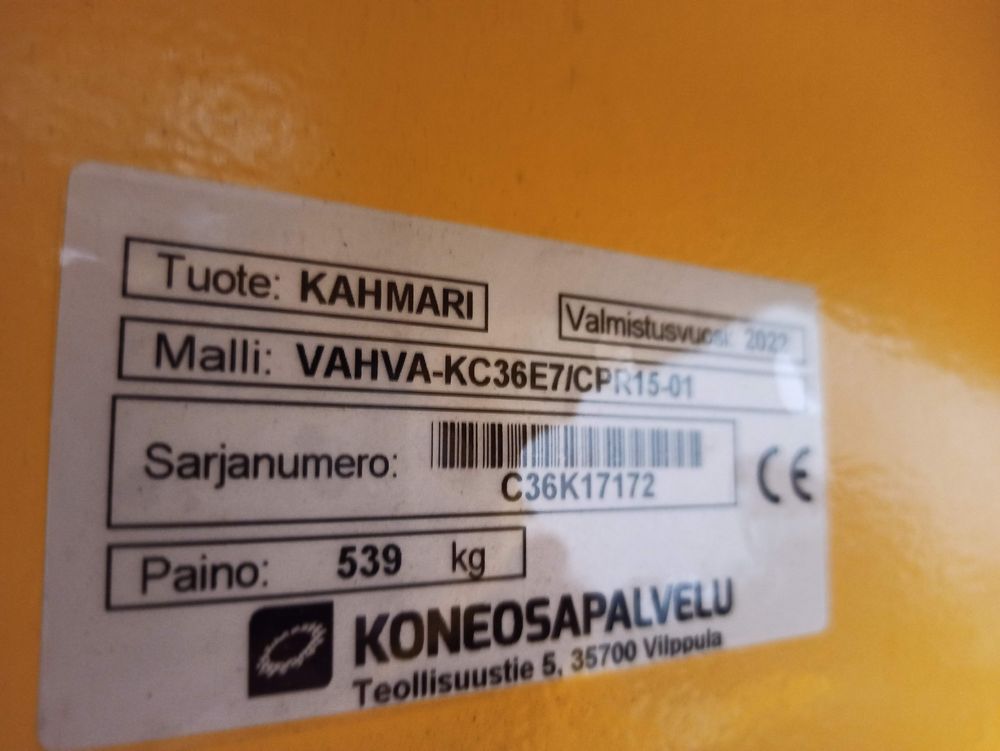 Tuote: KAHMARI
Valmistusvuosi: 2022
Malli: VAHVA-KC36E7/CPR15-01
Sarjanumero:
C36K17172
CE
Paino: 539 kg
KONEOSAPALVELU
Teollisuustie 5, 35700 Vilppula